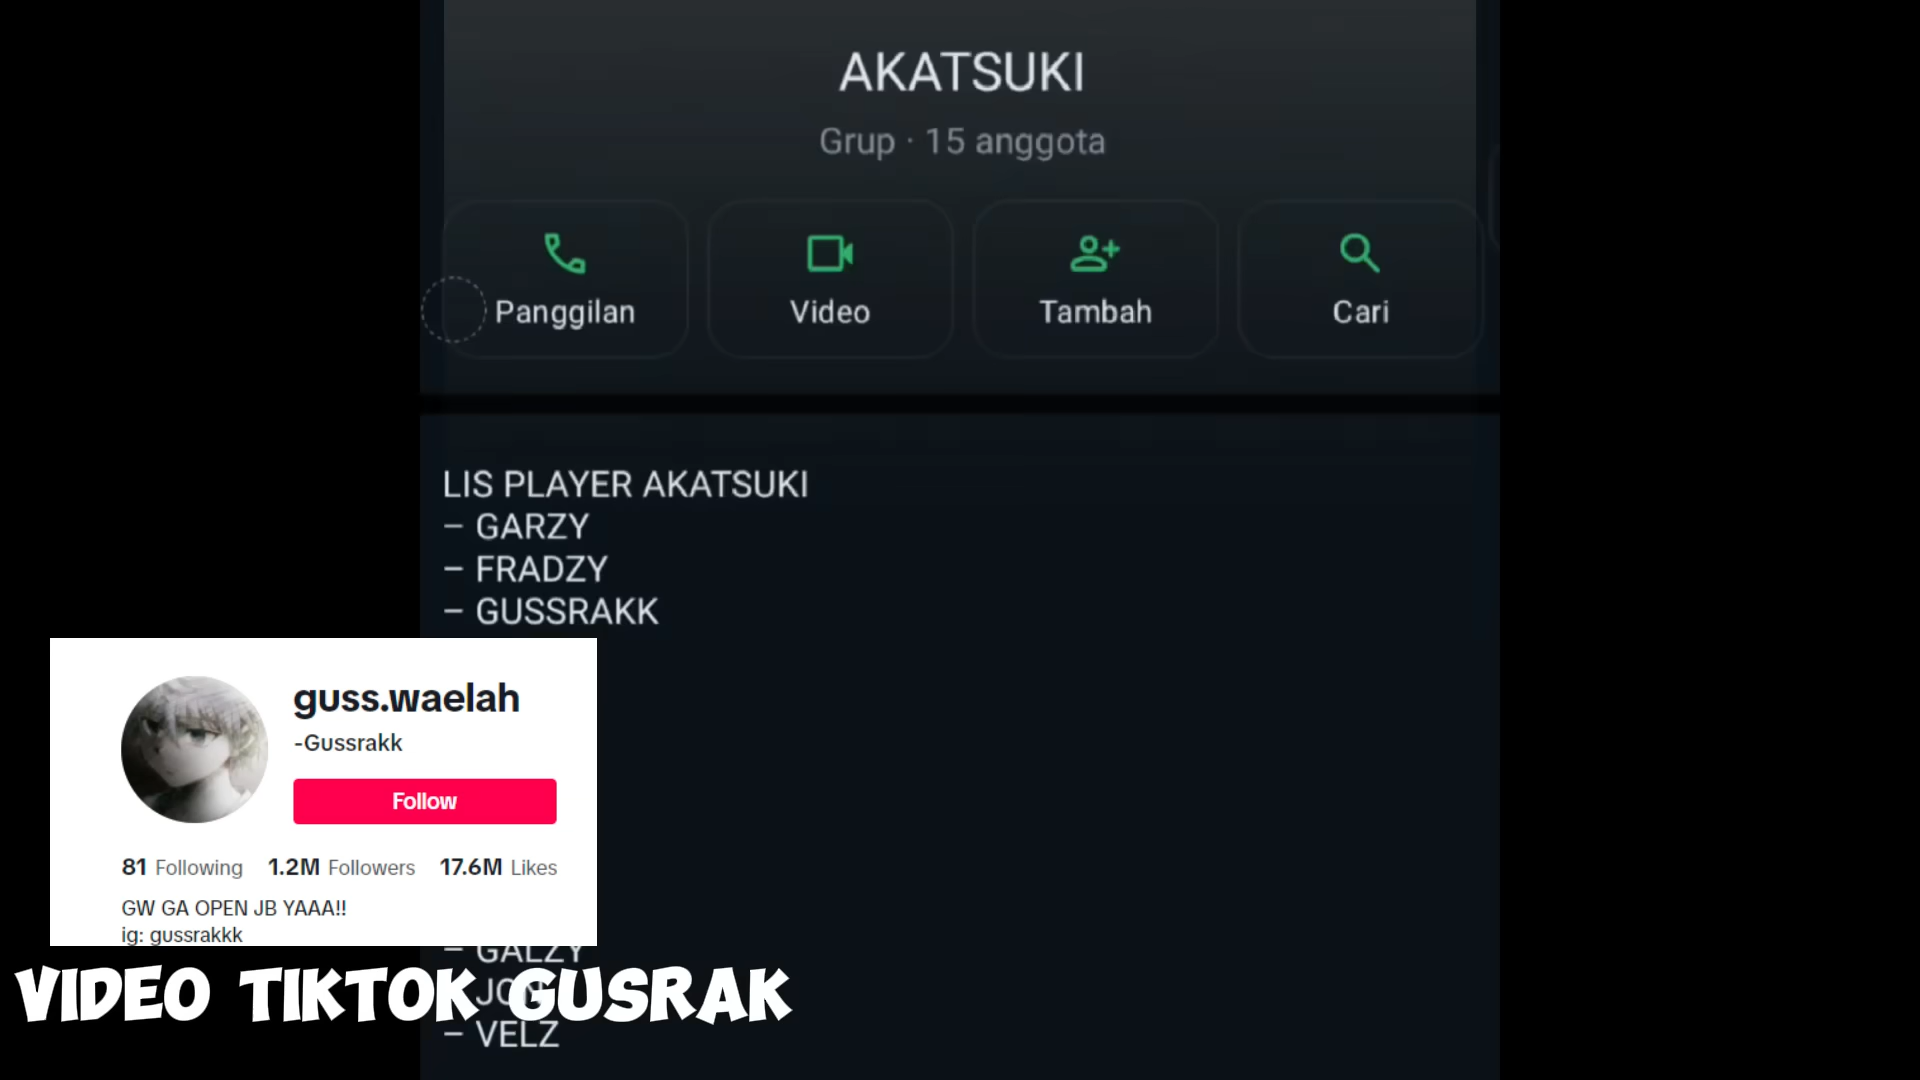 AKATSUKI
Grup · 15 anggota
Panggilan
Video
Tambah
Cari
LIS PLAYER AKATSUKI
– GARZY
– FRADZY
– GUSSRAKK
guss.waelah
-Gussrakk
Follow
81 Following 1.2M Followers 17.6M Likes
GW GA OPEN JB YAAA!!
ig: gussrakkk
– GALZY
VIDEO TIKTOK GUSRAK
– VELZ